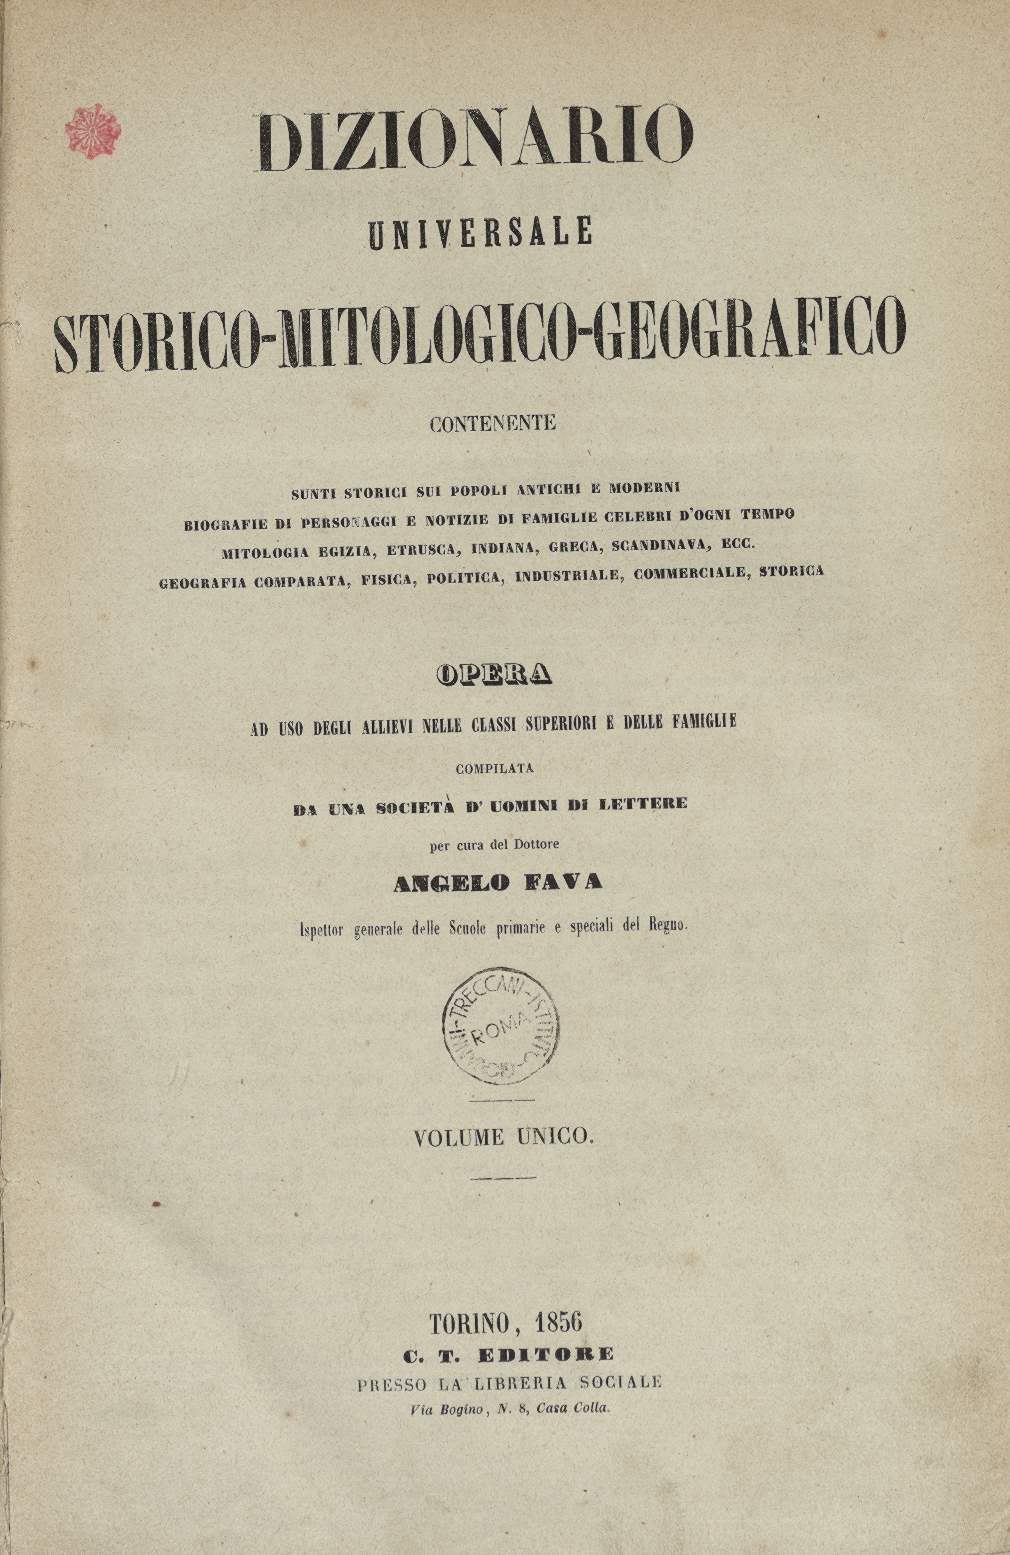 DIZIONARIO
UNIVERSALE
STORICO-MITOLOGICO-GEOGRAFICO
CONTENENTE
SUNTI STORICI SUI POPOLI ANTICHI E MODERNI
BIOGRAFIE DI PERSONAGGI E NOTIZIE DI FAMIGLIE CELEBRI D'OGNI TEMPO
MITOLOGIA EGIZIA, ETRUSCA, INDIANA, GRECA, SCANDINAVA, ECC.
GEOGRAFIA COMPARATA, FISICA, POLITICA, INDUSTRIALE, COMMERCIALE, STORICA
OPERA
AD USO DEGLI ALLIEVI NELLE CLASSI SUPERIORI E DELLE FAMIGLIE
COMPILATA
DA UNA SOCIETÀ D' UOMINI DI LETTERE
per cura del Dottore
ANGELO FAVA
Ispettor generale delle Scuole primarie e speciali del Regno.
TRECCANI-ISTITVTO
ROMA
VOLUME UNICO.
TORINO, 1856
C. T. EDITORE
PRESSO LA LIBRERIA SOCIALE
Via Bogino, N. 8, Casa Colla.